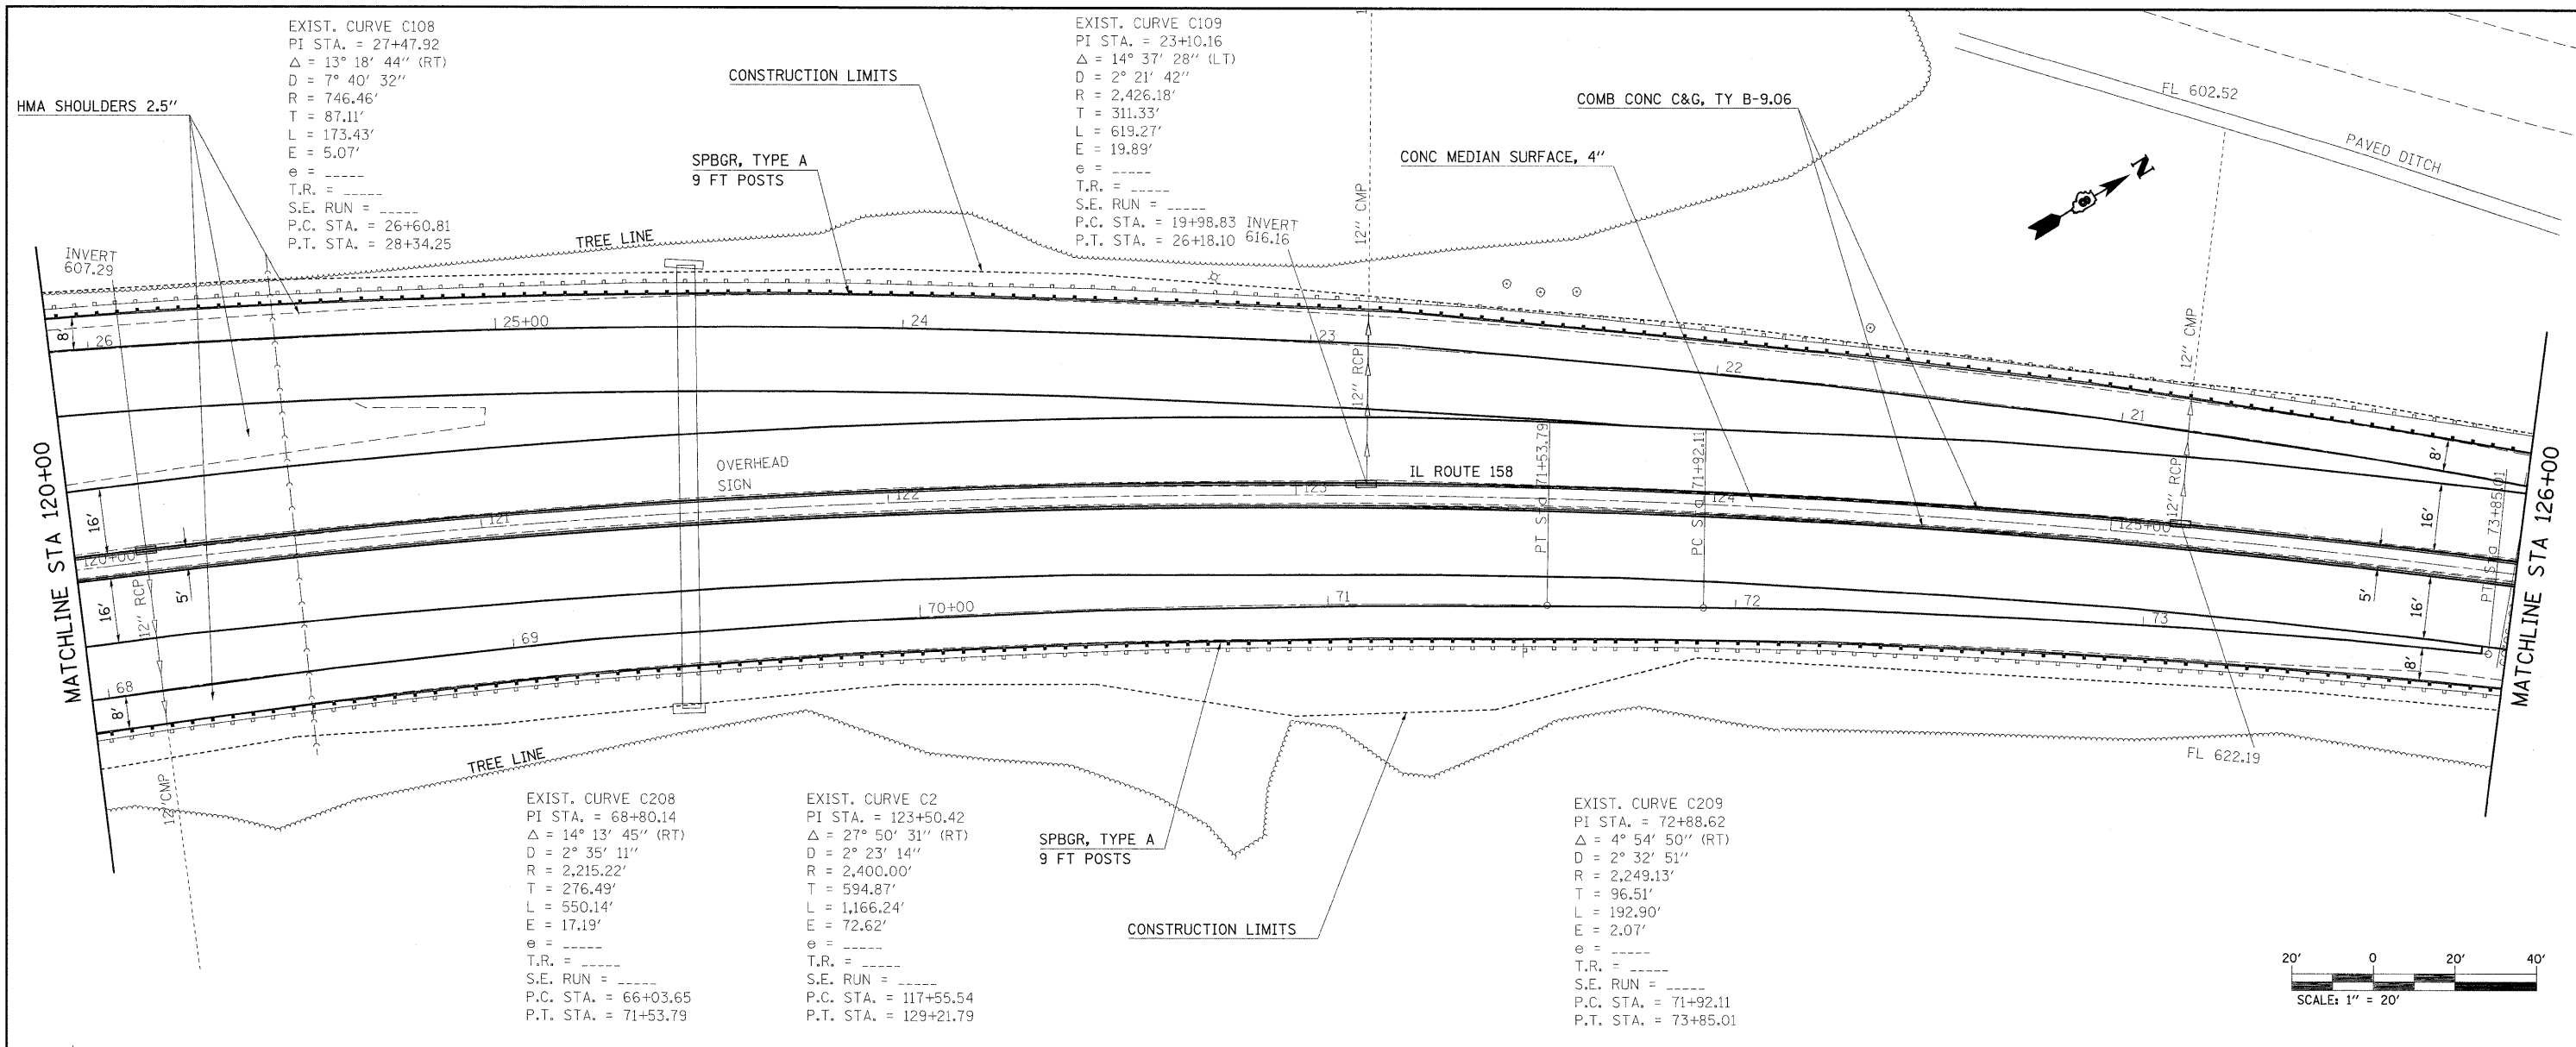 EXIST. CURVE C108
PI STA. = 27+47.92
Δ = 13° 18' 44'' (RT)
D = 7° 40' 32''
R = 746.46'
T = 87.11'
L = 173.43'
E = 5.07'
e = _____
T.R. = _____
S.E. RUN = _____
P.C. STA. = 26+60.81
P.T. STA. = 28+34.25
EXIST. CURVE C109
PI STA. = 23+10.16
Δ = 14° 37' 28'' (LT)
D = 2° 21' 42''
R = 2,426.18'
T = 311.33'
L = 619.27'
E = 19.89'
e = _____
T.R. = _____
S.E. RUN = _____
P.C. STA. = 19+98.83
P.T. STA. = 26+18.10
INVERT
616.16
HMA SHOULDERS 2.5''
CONSTRUCTION LIMITS
SPBGR, TYPE A
9 FT POSTS
COMB CONC C&G, TY B-9.06
CONC MEDIAN SURFACE, 4''
FL 602.52
PAVED DITCH
N
TREE LINE
INVERT
607.29
12'' CMP
12'' CMP
12'' RCP
12'' RCP
8'
26
25+00
24
23
22
21
8'
OVERHEAD
SIGN
IL ROUTE 158
MATCHLINE STA 120+00
MATCHLINE STA 126+00
16'
120+00
121
122
123
124
125+00
16'
PT Sta 71+53.79
PC Sta 71+92.11
PT Sta 73+85.01
5'
16'
12'' RCP
5'
16'
68
69
70+00
71
72
73
8'
8'
12''CMP
TREE LINE
FL 622.19
EXIST. CURVE C208
PI STA. = 68+80.14
Δ = 14° 13' 45'' (RT)
D = 2° 35' 11''
R = 2,215.22'
T = 276.49'
L = 550.14'
E = 17.19'
e = _____
T.R. = _____
S.E. RUN = _____
P.C. STA. = 66+03.65
P.T. STA. = 71+53.79
EXIST. CURVE C2
PI STA. = 123+50.42
Δ = 27° 50' 31'' (RT)
D = 2° 23' 14''
R = 2,400.00'
T = 594.87'
L = 1,166.24'
E = 72.62'
e = _____
T.R. = _____
S.E. RUN = _____
P.C. STA. = 117+55.54
P.T. STA. = 129+21.79
SPBGR, TYPE A
9 FT POSTS
CONSTRUCTION LIMITS
EXIST. CURVE C209
PI STA. = 72+88.62
Δ = 4° 54' 50'' (RT)
D = 2° 32' 51''
R = 2,249.13'
T = 96.51'
L = 192.90'
E = 2.07'
e = _____
T.R. = _____
S.E. RUN = _____
P.C. STA. = 71+92.11
P.T. STA. = 73+85.01
20' 0 20' 40'
SCALE: 1'' = 20'